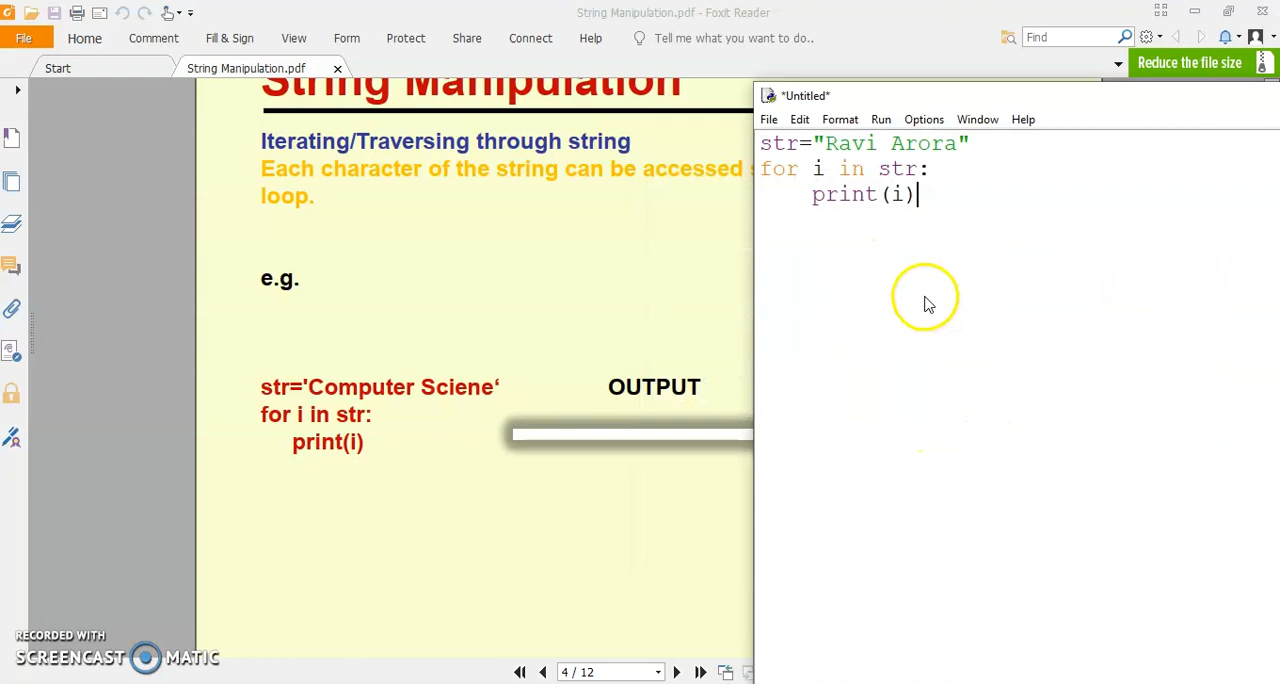 String Manipulation.pdf - Foxit Reader
File Home Comment Fill & Sign View Form Protect Share Connect Help Tell me what you want to do.. Find
Start String Manipulation.pdf Reduce the file size
String Manipulation
Iterating/Traversing through string
Each character of the string can be accessed
loop.
e.g.
str='Computer Sciene‘ OUTPUT
for i in str:
print(i)
*Untitled*
File Edit Format Run Options Window Help
str="Ravi Arora"
for i in str:
print(i)
RECORDED WITH
SCREENCAST MATIC
4 / 12